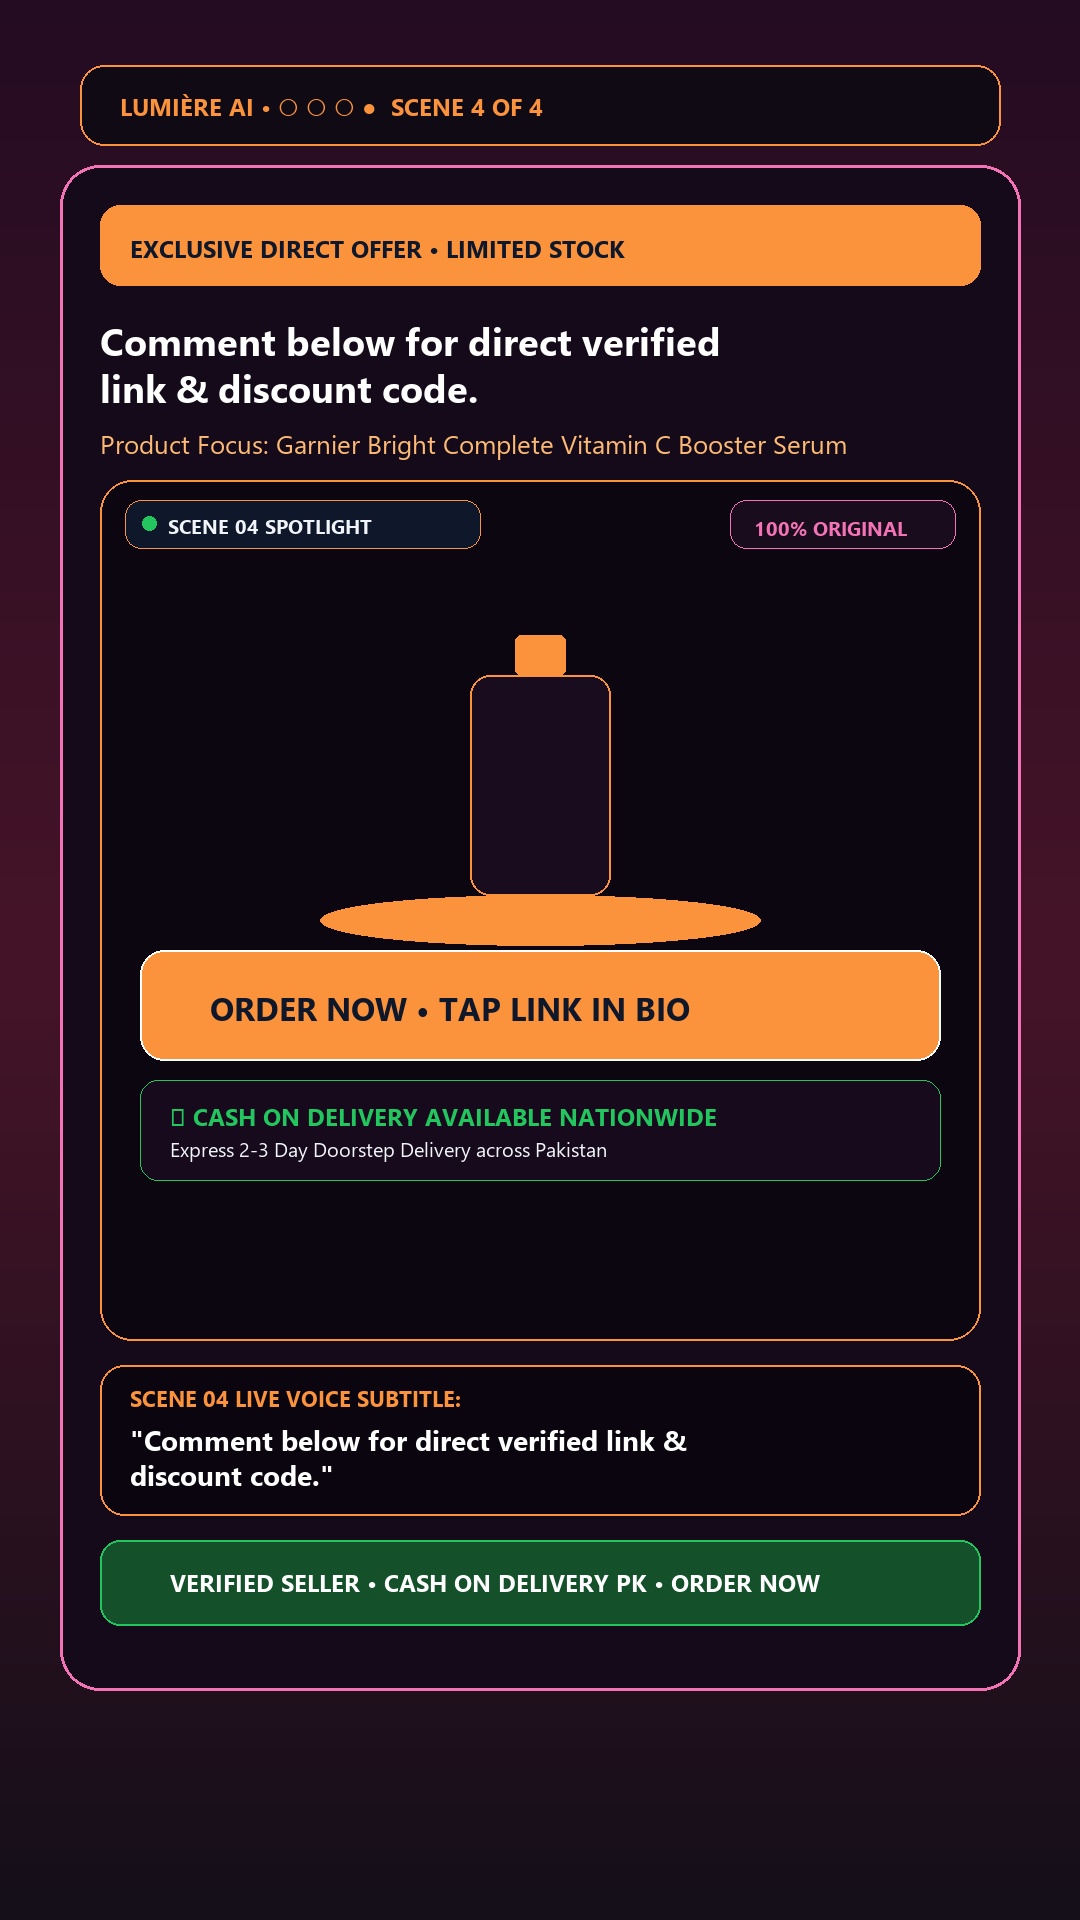 LUMIÈRE AI • ○ ○ ○ ● SCENE 4 OF 4
EXCLUSIVE DIRECT OFFER • LIMITED STOCK
Comment below for direct verified
link & discount code.
Product Focus: Garnier Bright Complete Vitamin C Booster Serum
SCENE 04 SPOTLIGHT
100% ORIGINAL
ORDER NOW • TAP LINK IN BIO
CASH ON DELIVERY AVAILABLE NATIONWIDE
Express 2-3 Day Doorstep Delivery across Pakistan
SCENE 04 LIVE VOICE SUBTITLE:
"Comment below for direct verified link &
discount code."
VERIFIED SELLER • CASH ON DELIVERY PK • ORDER NOW